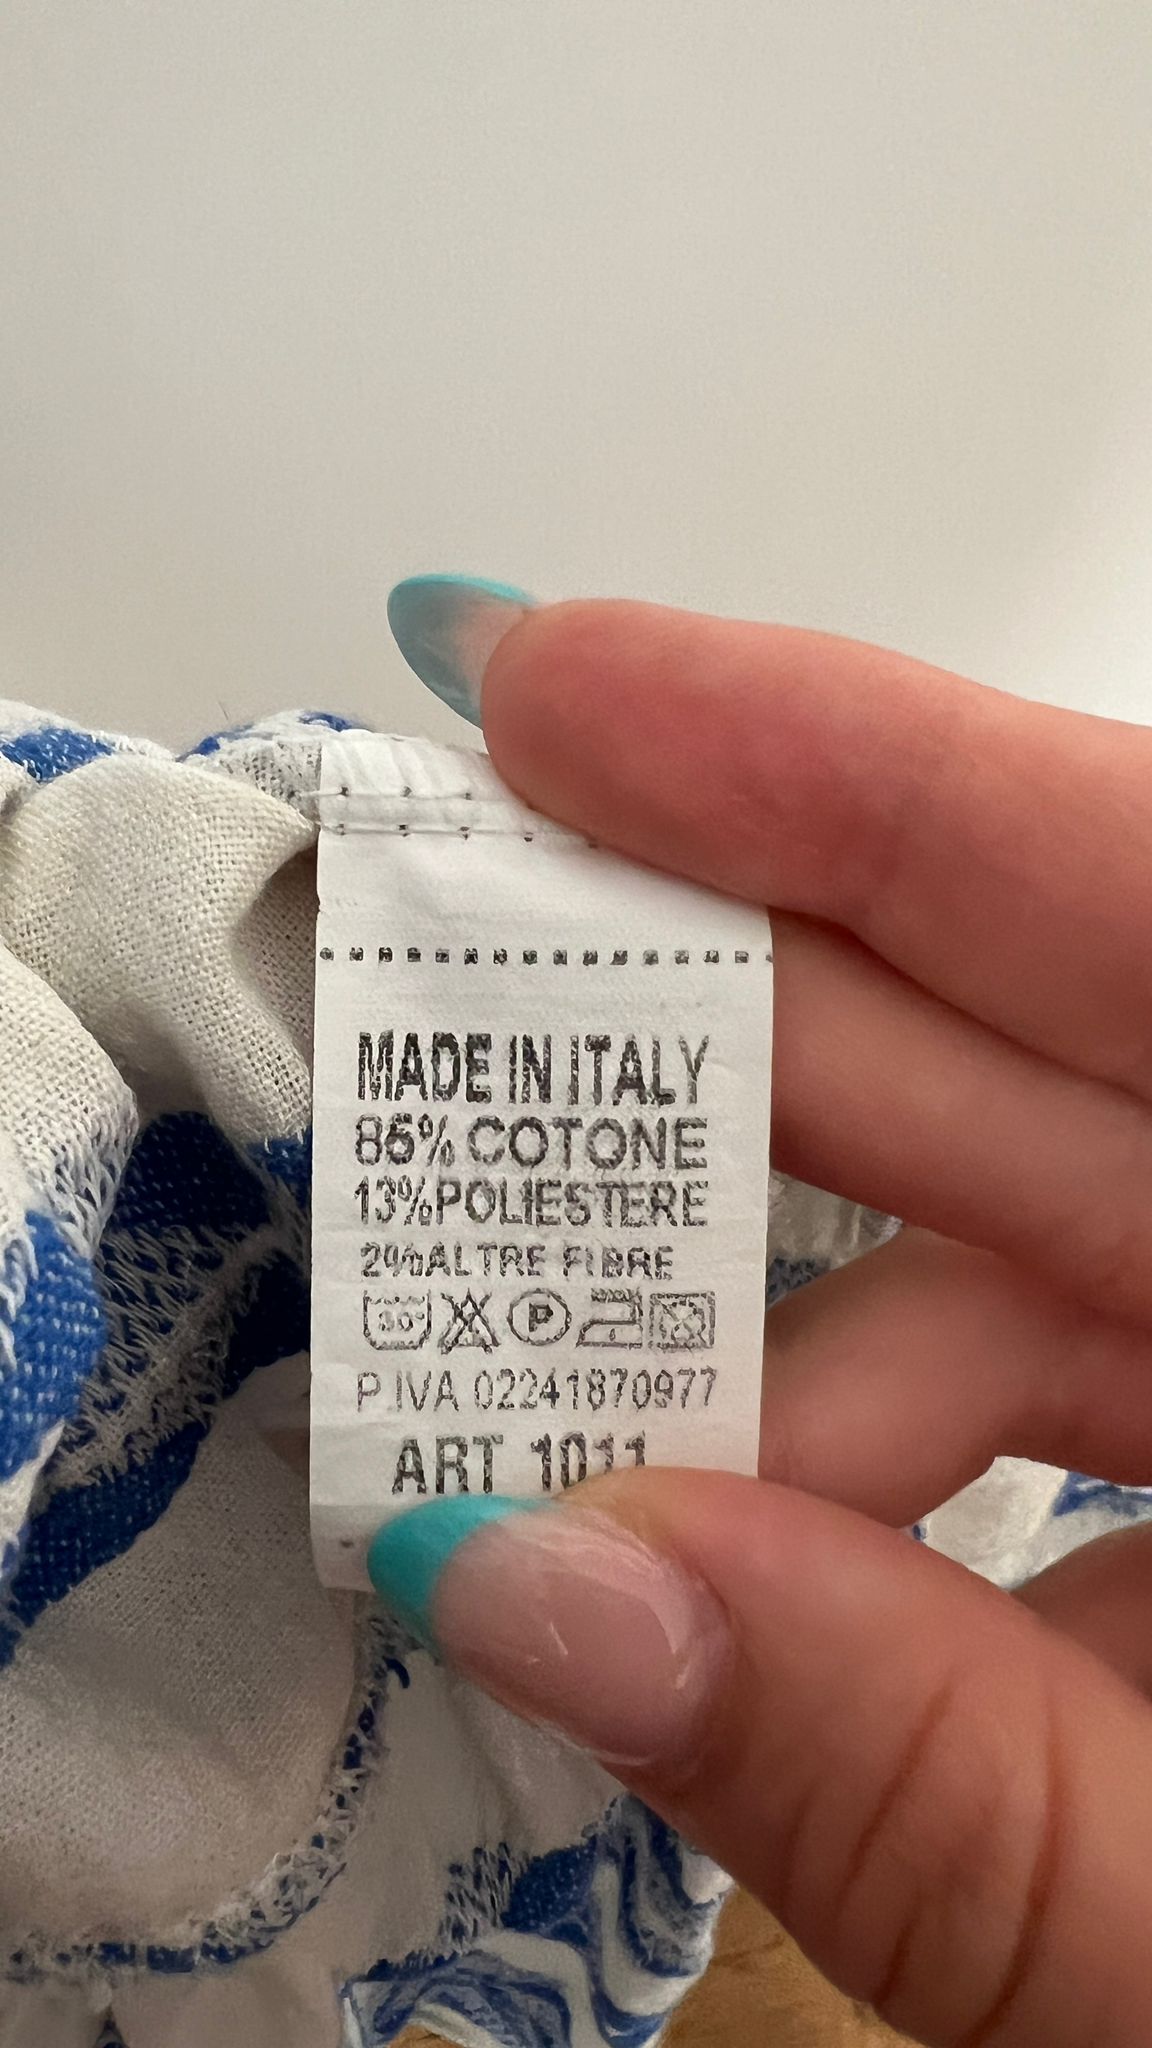 MADE IN ITALY
85% COTONE
13%POLIESTERE
2%ALTRE FIBRE
30° P
P.IVA 02241870977
ART 1011